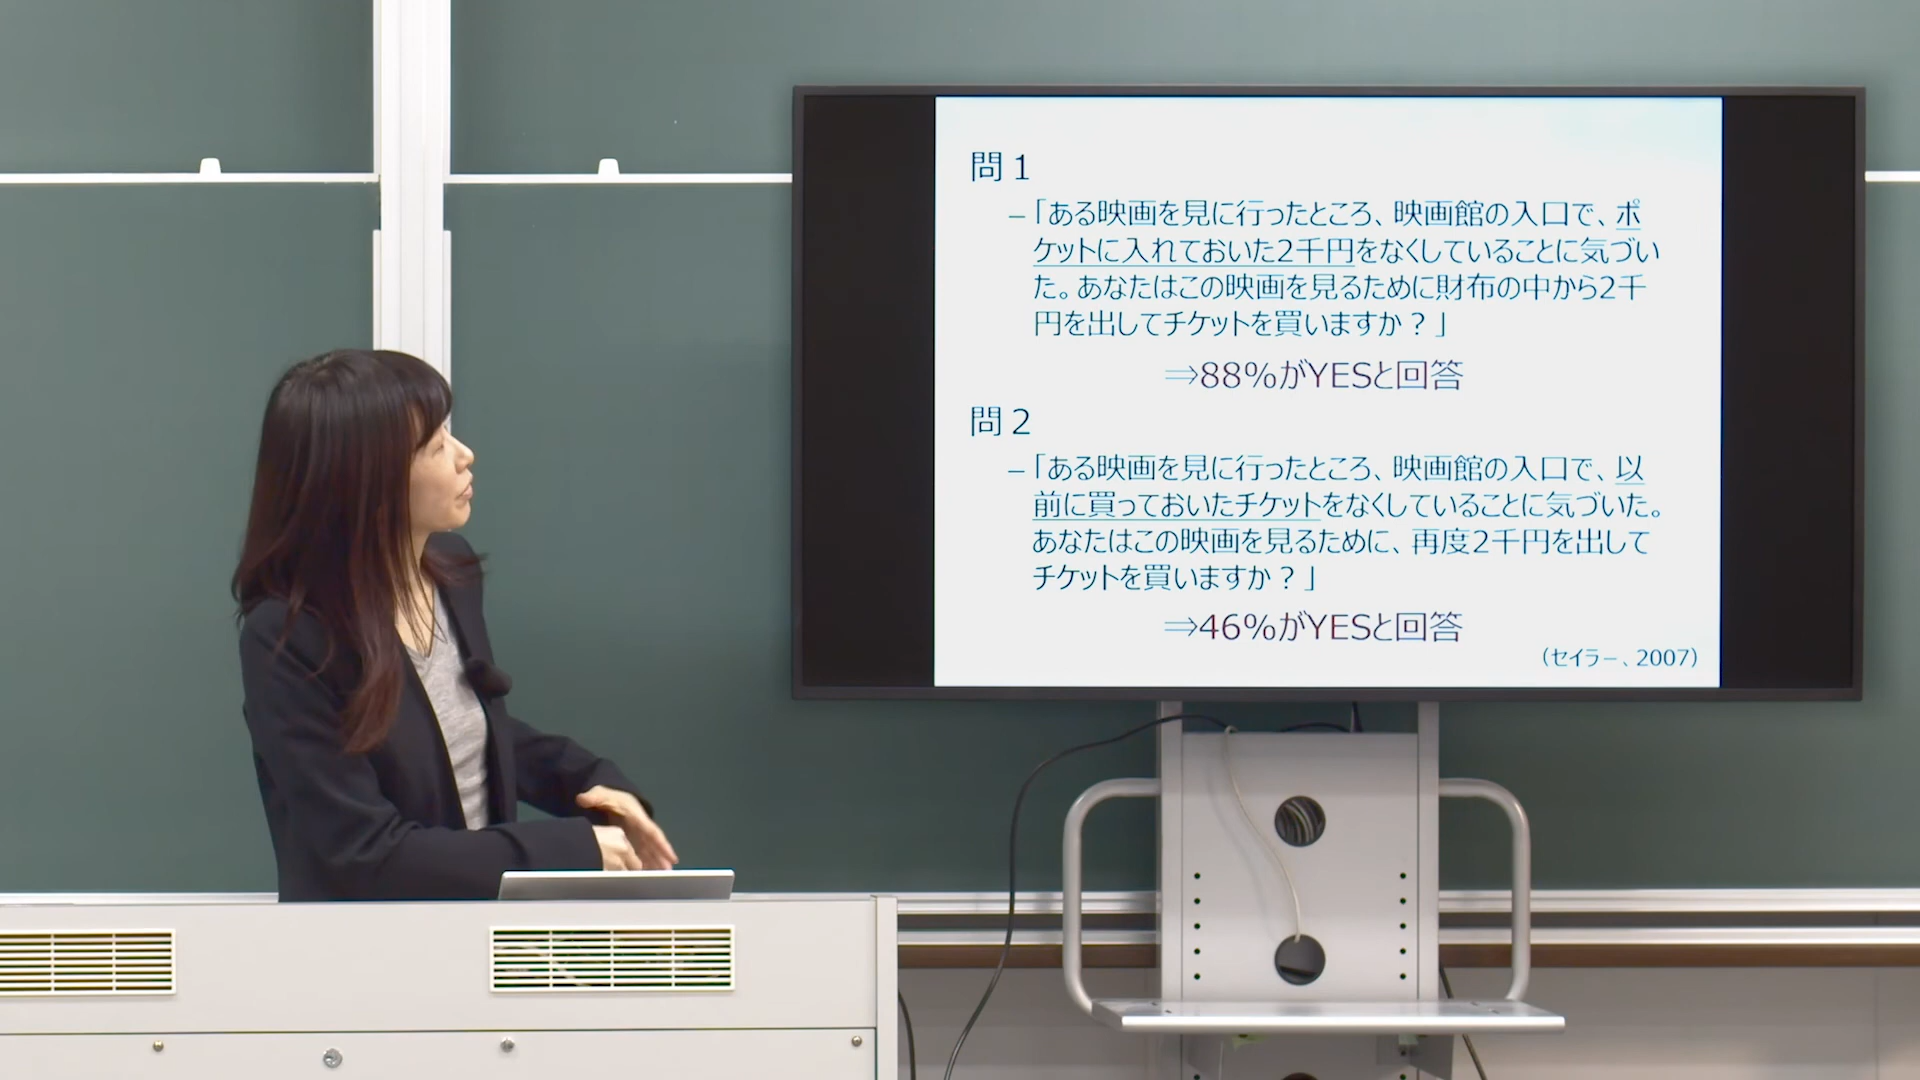 問１
–「ある映画を見に行ったところ、映画館の入口で、ポ
ケットに入れておいた2千円をなくしていることに気づい
た。あなたはこの映画を見るために財布の中から2千
円を出してチケットを買いますか？」
⇒88%がYESと回答
問２
–「ある映画を見に行ったところ、映画館の入口で、以
前に買っておいたチケットをなくしていることに気づいた。
あなたはこの映画を見るために、再度2千円を出して
チケットを買いますか？」
⇒46%がYESと回答
（セイラー、2007）